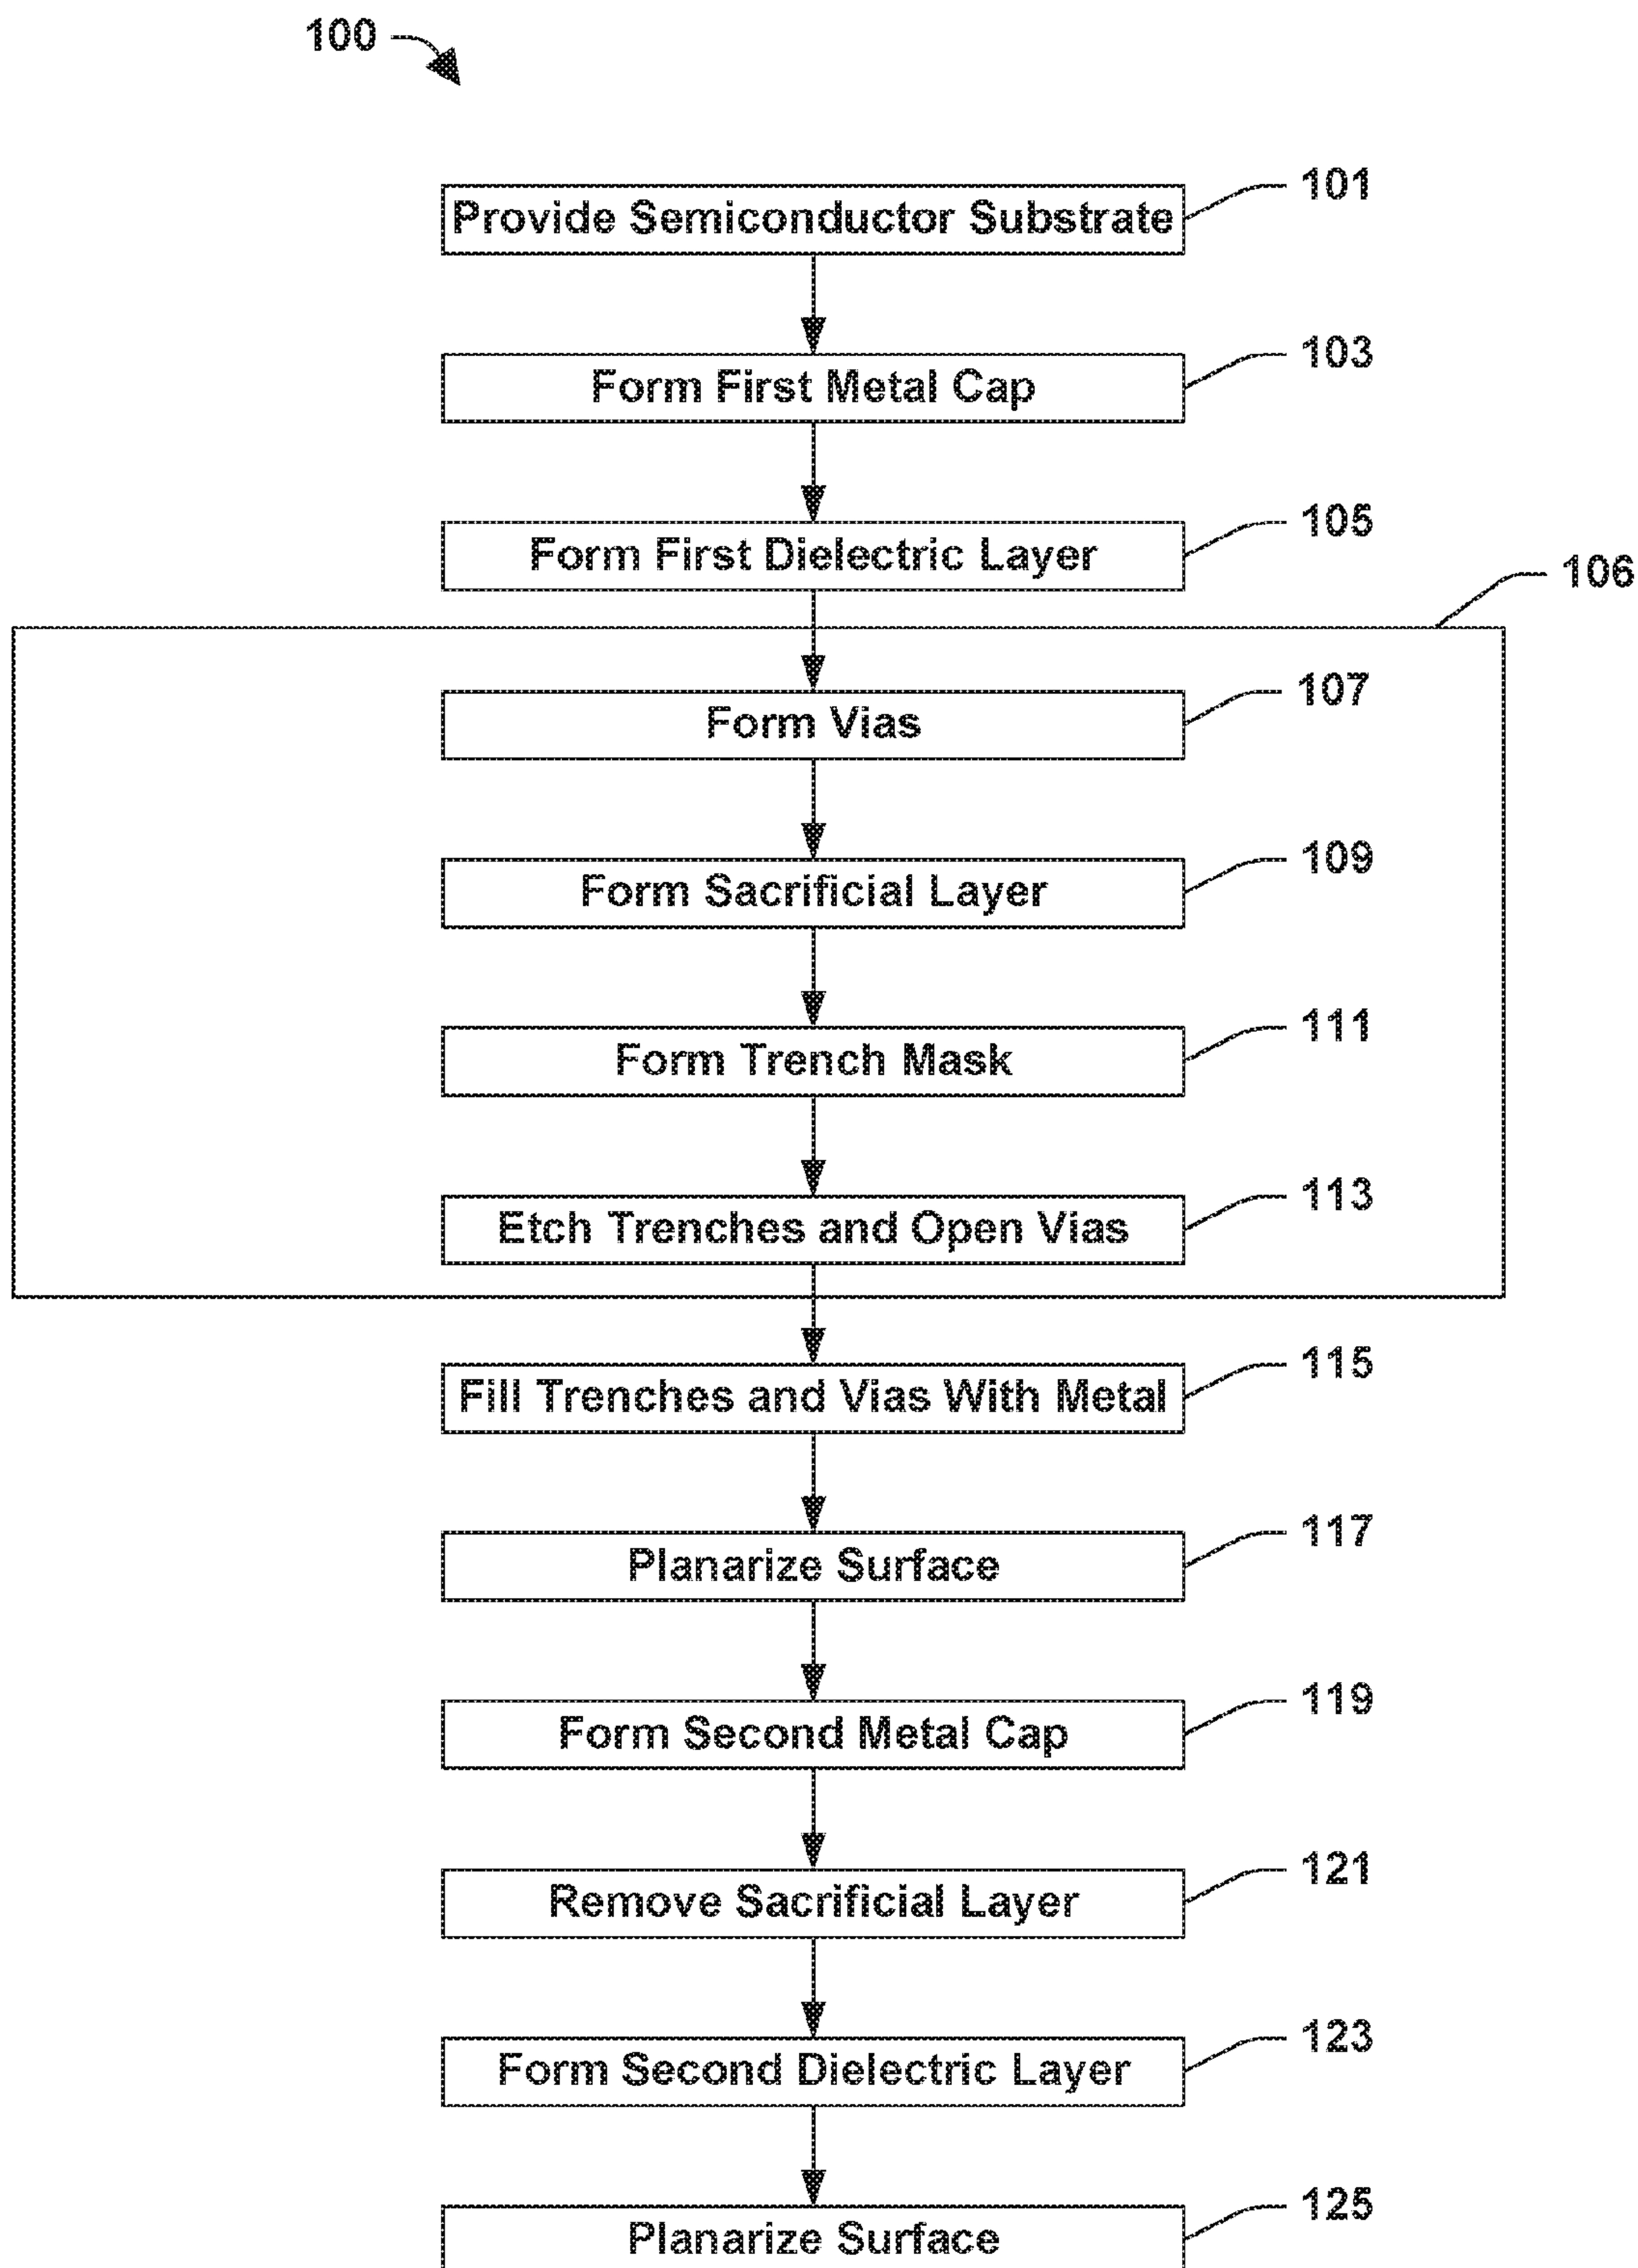 100
Provide Semiconductor Substrate 101
Form First Metal Cap 103
Form First Dielectric Layer 105
106
Form Vias 107
Form Sacrificial Layer 109
Form Trench Mask 111
Etch Trenches and Open Vias 113
Fill Trenches and Vias With Metal 115
Planarize Surface 117
Form Second Metal Cap 119
Remove Sacrificial Layer 121
Form Second Dielectric Layer 123
Planarize Surface 125